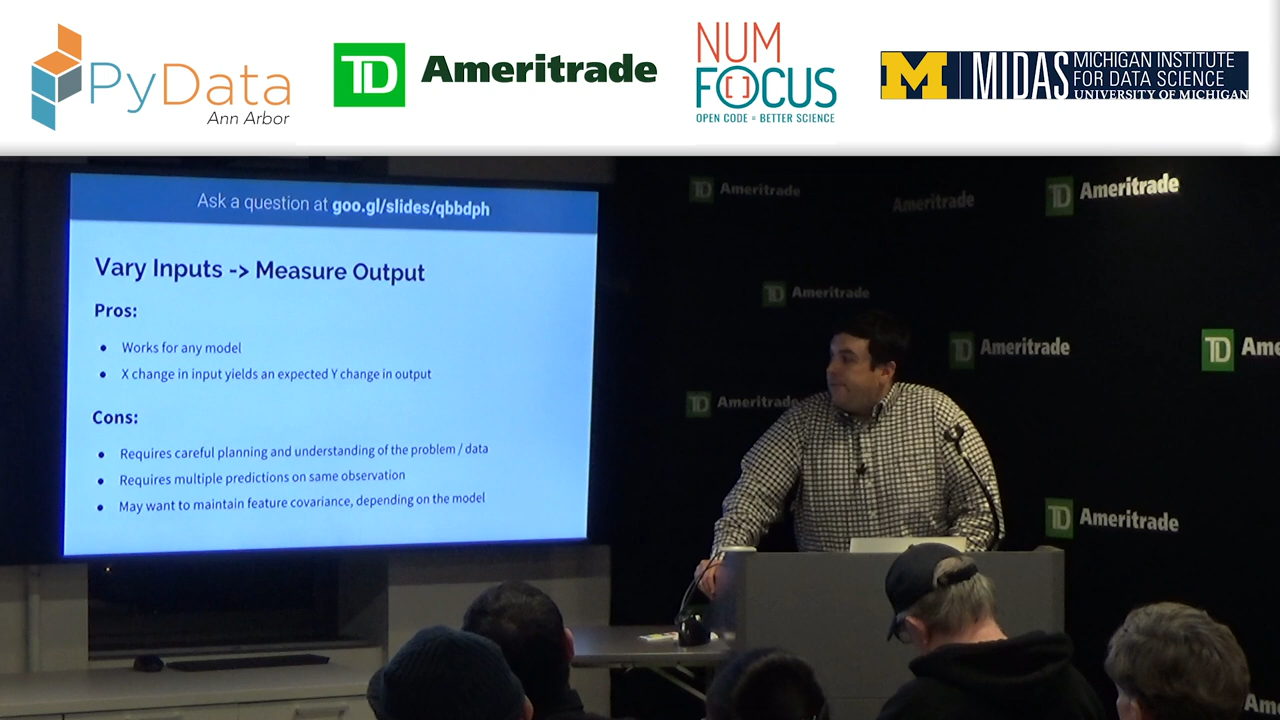 PyData
Ann Arbor
TD Ameritrade
NUM
FOCUS
OPEN CODE = BETTER SCIENCE
M MIDAS
MICHIGAN INSTITUTE
FOR DATA SCIENCE
UNIVERSITY OF MICHIGAN
Ask a question at goo.gl/slides/qbbdph
Vary Inputs -> Measure Output
Pros:
● Works for any model
● X change in input yields an expected Y change in output
Cons:
● Requires careful planning and understanding of the problem / data
● Requires multiple predictions on same observation
● May want to maintain feature covariance, depending on the model
TD Ameritrade
Ameritrade
TD Ameritrade
TD Ameritrade
TD Ameritrade
TD Ame
TD Ameritrade
TD Ameritrade
Am